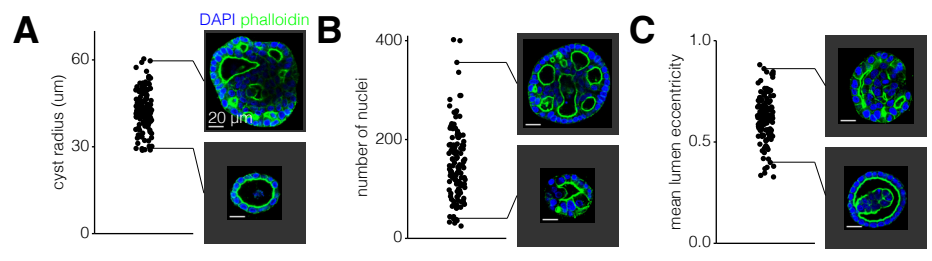 A
DAPI phalloidin
cyst radius (um)
60
30
0
20 μm
B
number of nuclei
400
200
0
C
mean lumen eccentricity
1.0
0.5
0.0